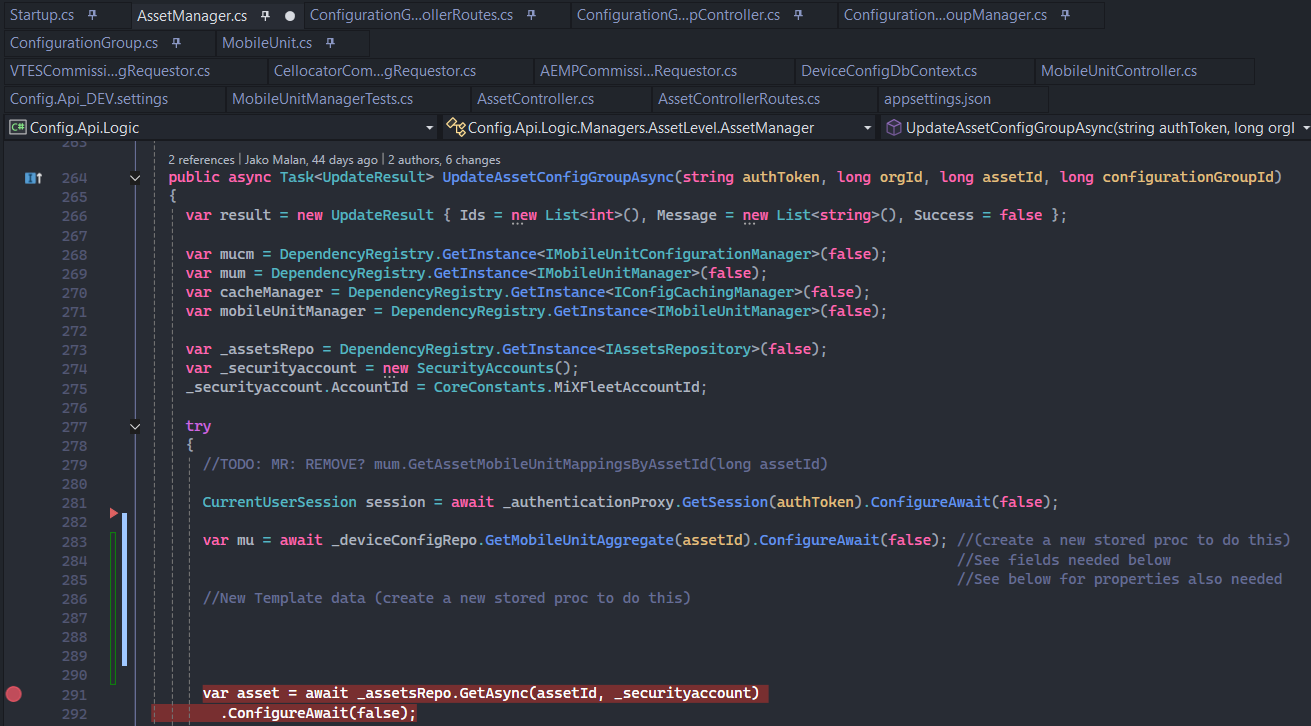 Startup.cs AssetManager.cs ConfigurationG...ollerRoutes.cs ConfigurationG...pController.cs Configuration...oupManager.cs
ConfigurationGroup.cs MobileUnit.cs
VTESCommissi...gRequestor.cs CellocatorCom...gRequestor.cs AEMPCommissi...Requestor.cs DeviceConfigDbContext.cs MobileUnitController.cs
Config.Api_DEV.settings MobileUnitManagerTests.cs AssetController.cs AssetControllerRoutes.cs appsettings.json
C# Config.Api.Logic Config.Api.Logic.Managers.AssetLevel.AssetManager UpdateAssetConfigGroupAsync(string authToken, long orgI
263
2 references | Jako Malan, 44 days ago | 2 authors, 6 changes
264 public async Task<UpdateResult> UpdateAssetConfigGroupAsync(string authToken, long orgId, long assetId, long configurationGroupId)
265 {
266 var result = new UpdateResult { Ids = new List<int>(), Message = new List<string>(), Success = false };
267
268 var mucm = DependencyRegistry.GetInstance<IMobileUnitConfigurationManager>(false);
269 var mum = DependencyRegistry.GetInstance<IMobileUnitManager>(false);
270 var cacheManager = DependencyRegistry.GetInstance<IConfigCachingManager>(false);
271 var mobileUnitManager = DependencyRegistry.GetInstance<IMobileUnitManager>(false);
272
273 var _assetsRepo = DependencyRegistry.GetInstance<IAssetsRepository>(false);
274 var _securityaccount = new SecurityAccounts();
275 _securityaccount.AccountId = CoreConstants.MiXFleetAccountId;
276
277 try
278 {
279 //TODO: MR: REMOVE? mum.GetAssetMobileUnitMappingsByAssetId(long assetId)
280
281 CurrentUserSession session = await _authenticationProxy.GetSession(authToken).ConfigureAwait(false);
282
283 var mu = await _deviceConfigRepo.GetMobileUnitAggregate(assetId).ConfigureAwait(false); //(create a new stored proc to do this)
284 //See fields needed below
285 //See below for properties also needed
286 //New Template data (create a new stored proc to do this)
287
288
289
290
291 var asset = await _assetsRepo.GetAsync(assetId, _securityaccount)
292 .ConfigureAwait(false);